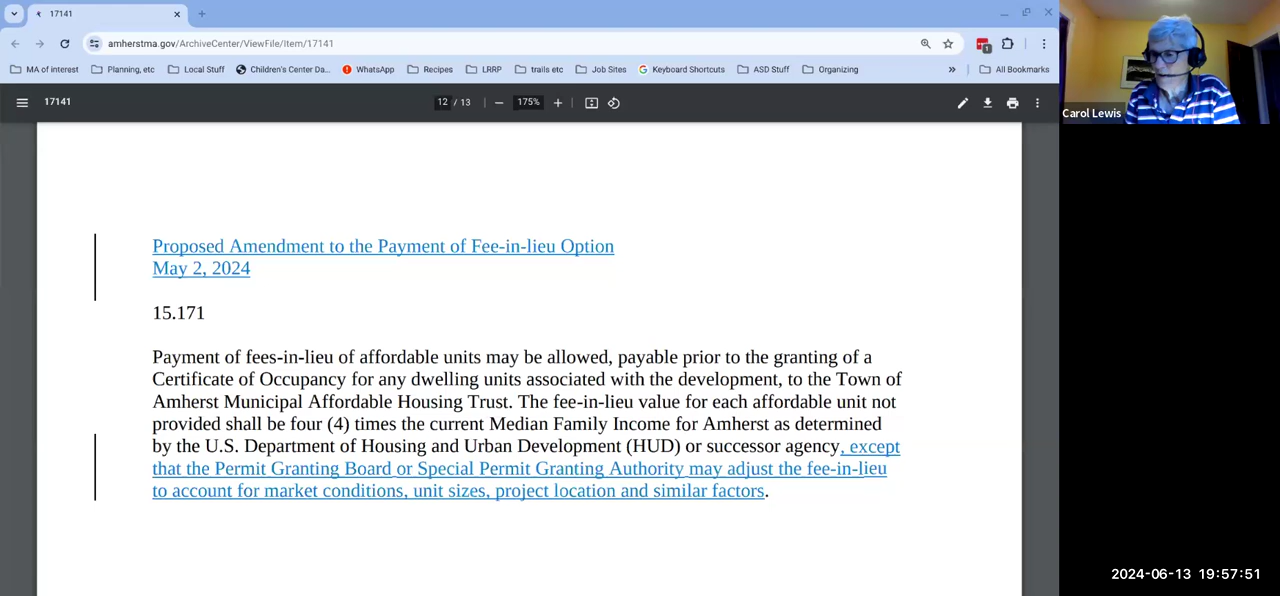 17141
amherstma.gov/ArchiveCenter/ViewFile/Item/17141
1
MA of interest
Planning, etc
Local Stuff
Children's Center Da...
WhatsApp
Recipes
LRRP
trails etc
Job Sites
Keyboard Shortcuts
ASD Stuff
Organizing
»
All Bookmarks
17141
12 / 13
175%
Carol Lewis
Proposed Amendment to the Payment of Fee-in-lieu Option
May 2, 2024
15.171
Payment of fees-in-lieu of affordable units may be allowed, payable prior to the granting of a
Certificate of Occupancy for any dwelling units associated with the development, to the Town of
Amherst Municipal Affordable Housing Trust. The fee-in-lieu value for each affordable unit not
provided shall be four (4) times the current Median Family Income for Amherst as determined
by the U.S. Department of Housing and Urban Development (HUD) or successor agency, except
that the Permit Granting Board or Special Permit Granting Authority may adjust the fee-in-lieu
to account for market conditions, unit sizes, project location and similar factors.
2024-06-13 19:57:51